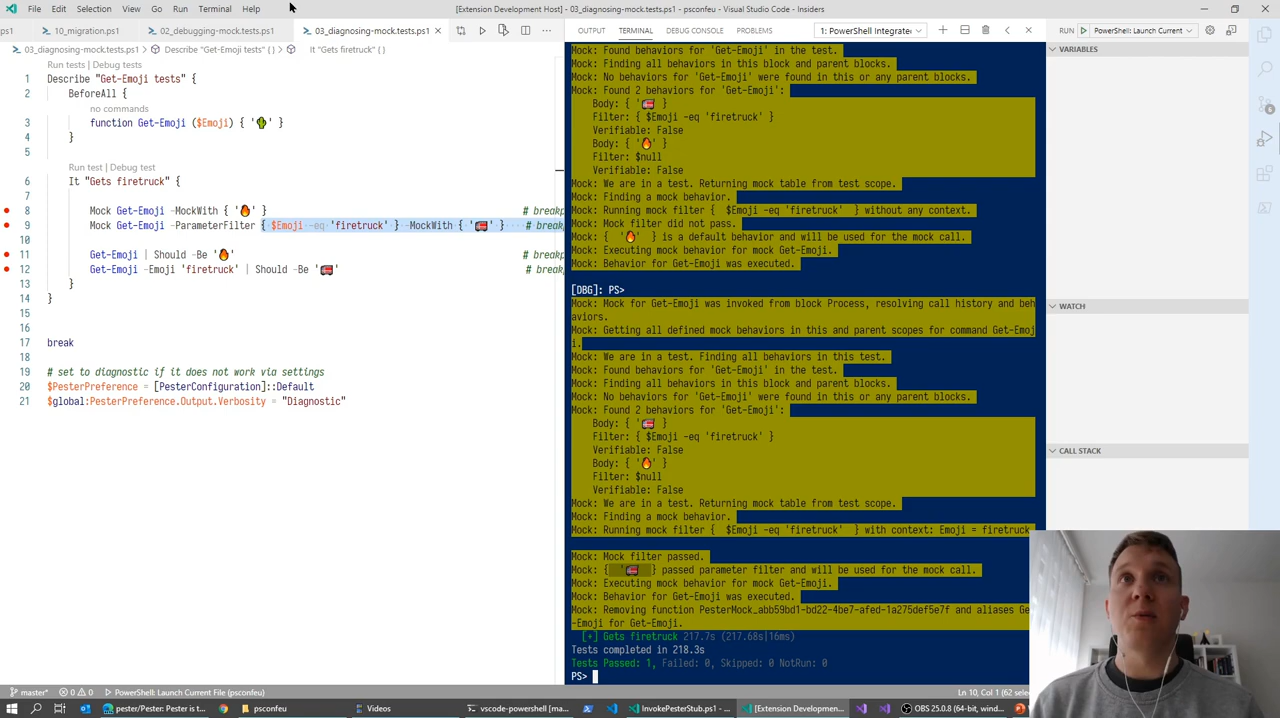 File Edit Selection View Go Run Terminal Help
[Extension Development Host] - 03_diagnosing-mock.tests.ps1 - psconfeu - Visual Studio Code - Insiders
ps1 10_migration.ps1 02_debugging-mock.tests.ps1 03_diagnosing-mock.tests.ps1
03_diagnosing-mock.tests.ps1 > Describe "Get-Emoji tests" { } > It "Gets firetruck" { }
Run tests | Debug tests
1 Describe "Get-Emoji tests" {
2 BeforeAll {
no commands
3 function Get-Emoji ($Emoji) { '🌵' }
4 }
5
Run test | Debug test
6 It "Gets firetruck" {
7
8 Mock Get-Emoji -MockWith { '🔥' } # breakp
9 Mock Get-Emoji -ParameterFilter { $Emoji -eq 'firetruck' } -MockWith { '🚒' } # breakp
10
11 Get-Emoji | Should -Be '🔥' # breakp
12 Get-Emoji -Emoji 'firetruck' | Should -Be '🚒' # breakp
13 }
14 }
15
16
17 break
18
19 # set to diagnostic if it does not work via settings
20 $PesterPreference = [PesterConfiguration]::Default
21 $global:PesterPreference.Output.Verbosity = "Diagnostic"
OUTPUT TERMINAL DEBUG CONSOLE PROBLEMS 1: PowerShell Integrated
Mock: Found behaviors for 'Get-Emoji' in the test.
Mock: Finding all behaviors in this block and parent blocks.
Mock: No behaviors for 'Get-Emoji' were found in this or any parent blocks.
Mock: Found 2 behaviors for 'Get-Emoji':
Body: { '🚒' }
Filter: { $Emoji -eq 'firetruck' }
Verifiable: False
Body: { '🔥' }
Filter: $null
Verifiable: False
Mock: We are in a test. Returning mock table from test scope.
Mock: Finding a mock behavior.
Mock: Running mock filter { $Emoji -eq 'firetruck' } without any context.
Mock: Mock filter did not pass.
Mock: { '🔥' } is a default behavior and will be used for the mock call.
Mock: Executing mock behavior for mock Get-Emoji.
Mock: Behavior for Get-Emoji was executed.
[DBG]: PS>
Mock: Mock for Get-Emoji was invoked from block Process, resolving call history and beh
aviors.
Mock: Getting all defined mock behaviors in this and parent scopes for command Get-Emoj
i.
Mock: We are in a test. Finding all behaviors in this test.
Mock: Found behaviors for 'Get-Emoji' in the test.
Mock: Finding all behaviors in this block and parent blocks.
Mock: No behaviors for 'Get-Emoji' were found in this or any parent blocks.
Mock: Found 2 behaviors for 'Get-Emoji':
Body: { '🚒' }
Filter: { $Emoji -eq 'firetruck' }
Verifiable: False
Body: { '🔥' }
Filter: $null
Verifiable: False
Mock: We are in a test. Returning mock table from test scope.
Mock: Finding a mock behavior.
Mock: Running mock filter { $Emoji -eq 'firetruck' } with context: Emoji = firetruck
Mock: Mock filter passed.
Mock: { '🚒' } passed parameter filter and will be used for the mock call.
Mock: Executing mock behavior for mock Get-Emoji.
Mock: Behavior for Get-Emoji was executed.
Mock: Removing function PesterMock_abb59bd1-bd22-4be7-afed-1a275def5e7f and aliases Ge
-Emoji for Get-Emoji.
[+] Gets firetruck 217.7s (217.68s|16ms)
Tests completed in 218.3s
Tests Passed: 1, Failed: 0, Skipped: 0 NotRun: 0
PS>
RUN PowerShell: Launch Current
VARIABLES
WATCH
CALL STACK
master* 0 0 PowerShell: Launch Current File (psconfeu) Ln 10, Col 1 (62 selec
pester/Pester: Pester is t psconfeu Videos vscode-powershell [ma... InvokePesterStub.ps1 - [Extension Developmen... OBS 25.0.8 (64-bit, wind...